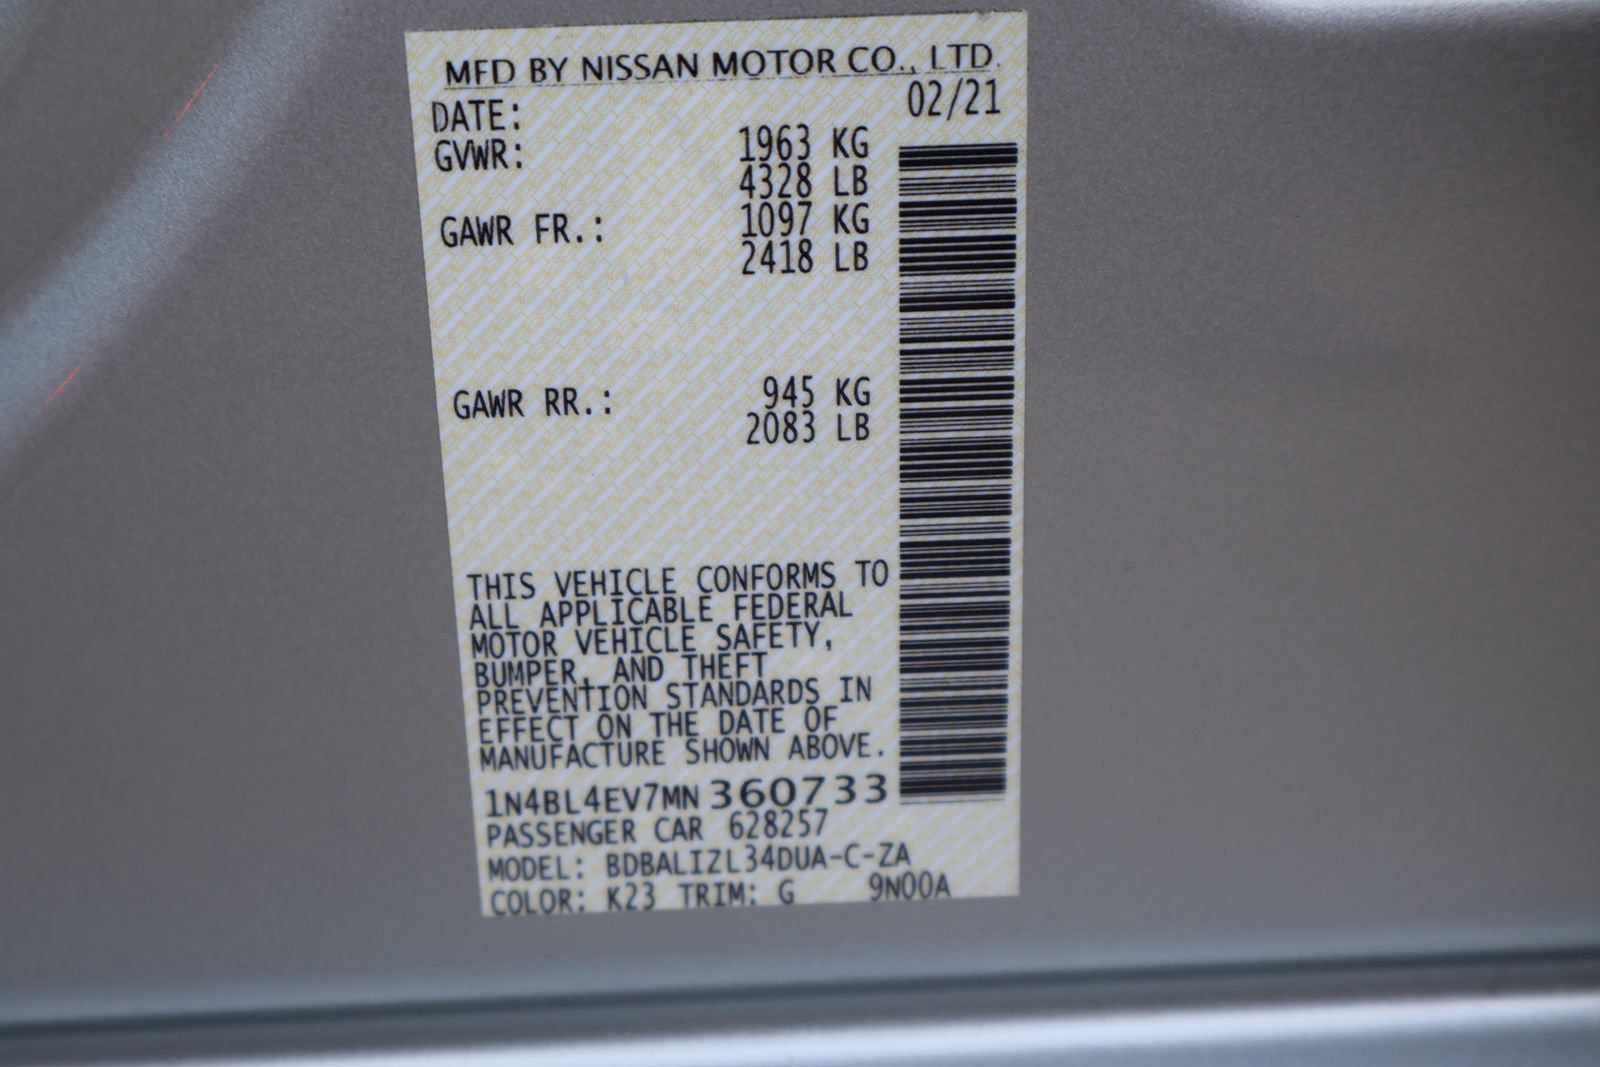 MFD BY NISSAN MOTOR CO., LTD.
DATE: 02/21
GVWR: 1963 KG
4328 LB
GAWR FR.: 1097 KG
2418 LB
GAWR RR.: 945 KG
2083 LB
THIS VEHICLE CONFORMS TO
ALL APPLICABLE FEDERAL
MOTOR VEHICLE SAFETY,
BUMPER, AND THEFT
PREVENTION STANDARDS IN
EFFECT ON THE DATE OF
MANUFACTURE SHOWN ABOVE.
1N4BL4EV7MN360733
PASSENGER CAR 628257
MODEL: BDBALIZL34DUA-C-ZA
COLOR: K23 TRIM: G 9N00A